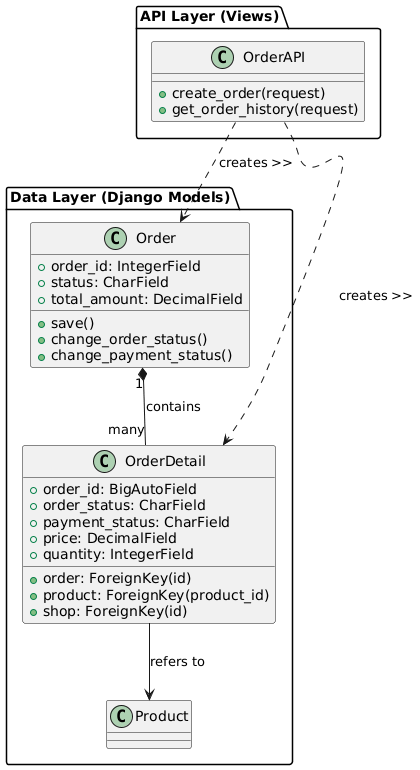 API Layer (Views)
C OrderAPI
create_order(request)
get_order_history(request)
creates >>
Data Layer (Django Models)
C Order
order_id: IntegerField
status: CharField
total_amount: DecimalField
save()
change_order_status()
change_payment_status()
creates >>
1
contains
many
C OrderDetail
order_id: BigAutoField
order_status: CharField
payment_status: CharField
price: DecimalField
quantity: IntegerField
order: ForeignKey(id)
product: ForeignKey(product_id)
shop: ForeignKey(id)
refers to
C Product